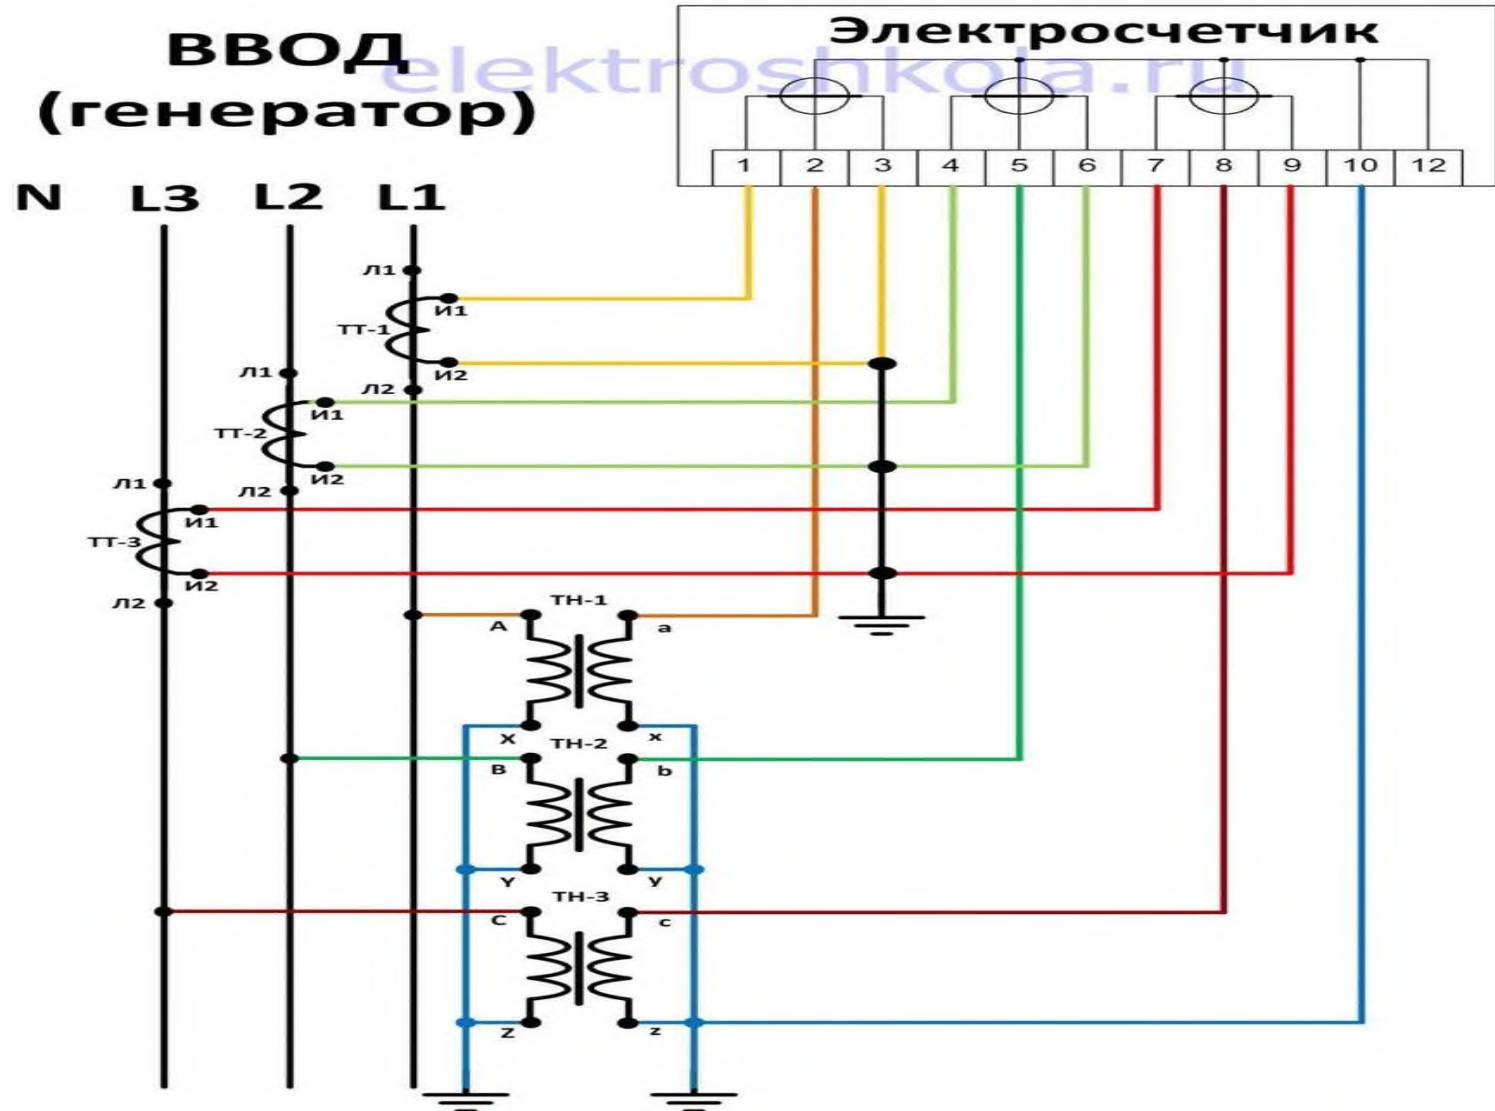 ВВОД
(генератор)
elektroshkola.ru
Электросчетчик
1 2 3 4 5 6 7 8 9 10 12
N L3 L2 L1
Л1
И1
ТТ-1
И2
Л2
Л1
И1
ТТ-2
И2
Л2
Л1
И1
ТТ-3
И2
Л2
ТН-1
A a
X x
ТН-2
B b
Y y
ТН-3
C c
Z z